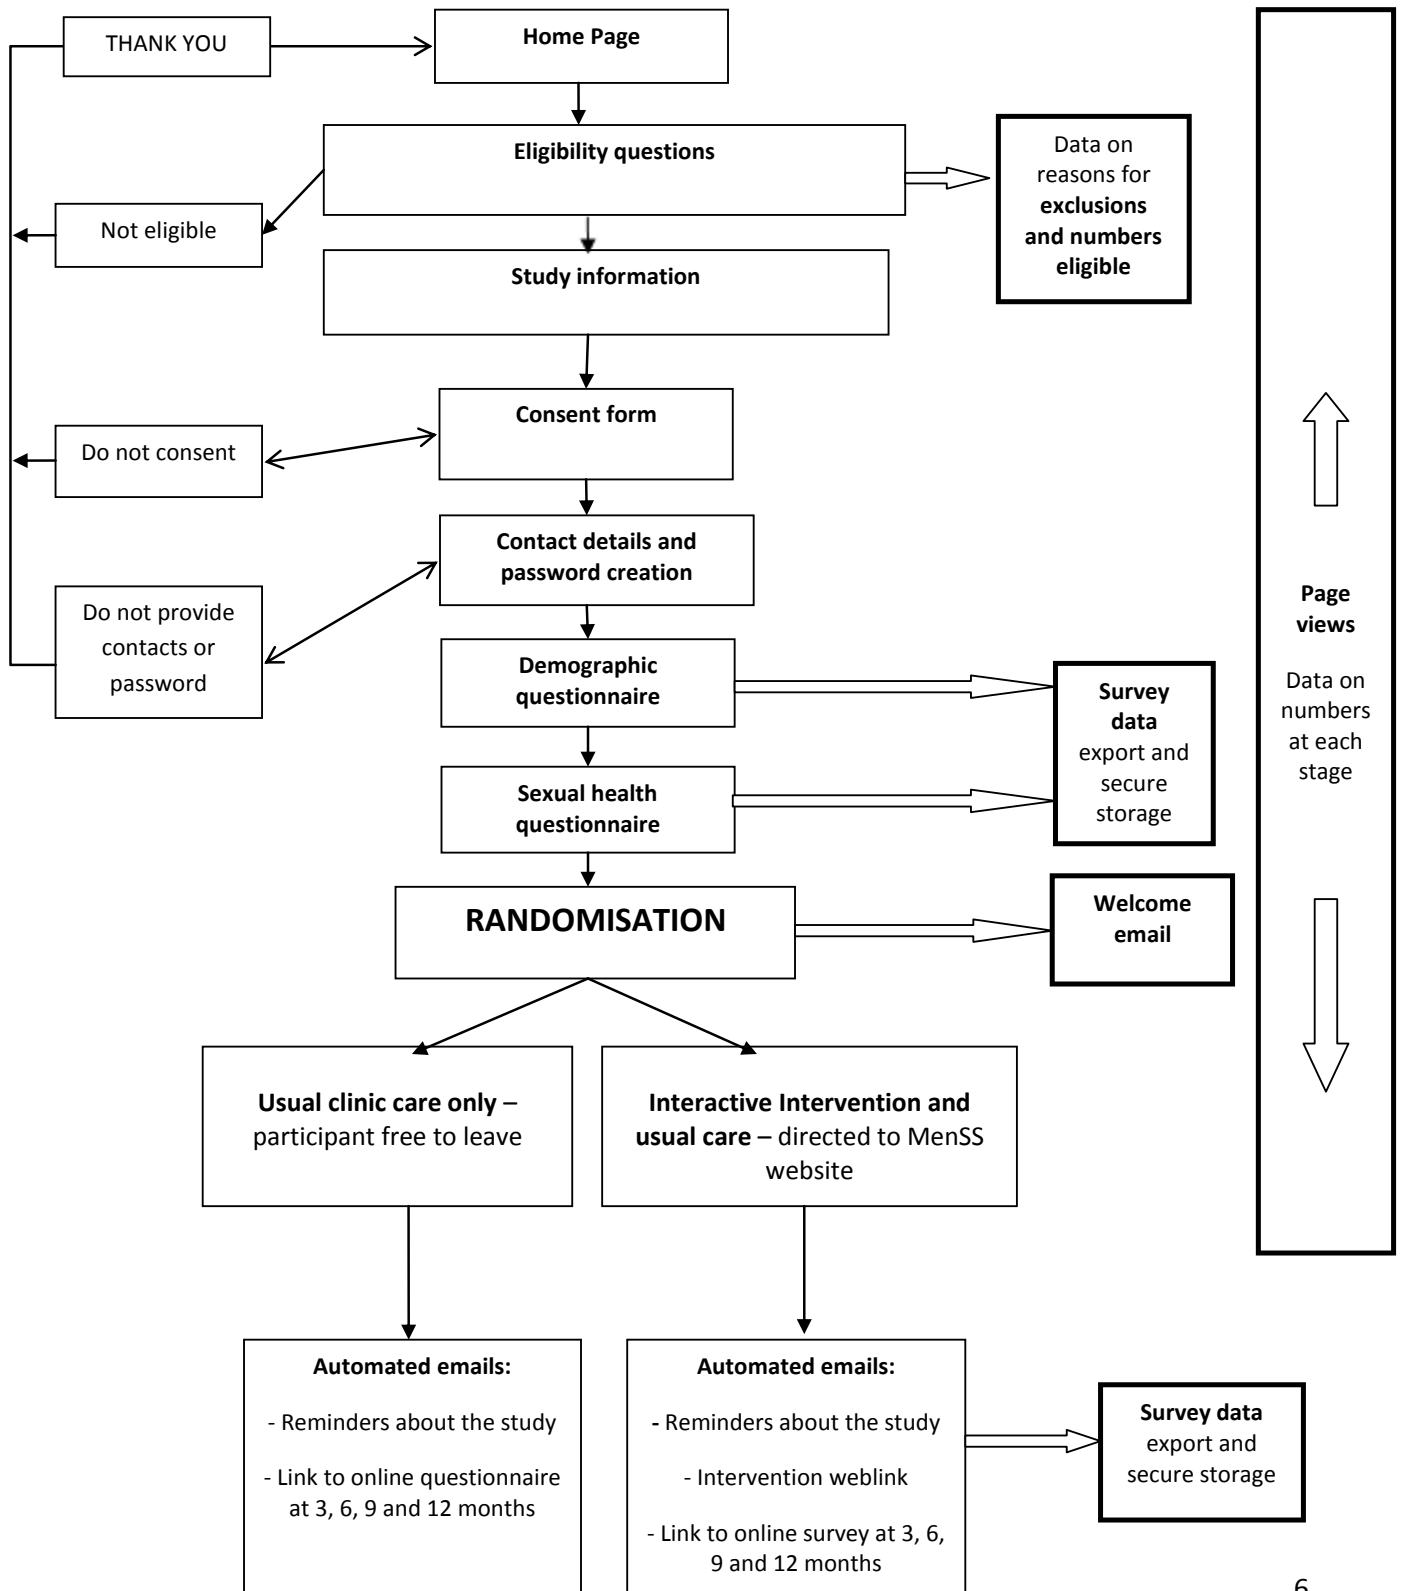 THANK YOU
Home Page
Eligibility questions
Data on
reasons for
exclusions
and numbers
eligible
Not eligible
Study information
Consent form
Do not consent
Contact details and
password creation
Do not provide
contacts or
password
Demographic
questionnaire
Survey
data
export and
secure
storage
Page
views
Data on
numbers
at each
stage
Sexual health
questionnaire
RANDOMISATION
Welcome
email
Usual clinic care only –
participant free to leave
Interactive Intervention and
usual care – directed to MenSS
website
Automated emails:
- Reminders about the study
- Link to online questionnaire
at 3, 6, 9 and 12 months
Automated emails:
- Reminders about the study
- Intervention weblink
- Link to online survey at 3, 6,
9 and 12 months
Survey data
export and
secure storage
6